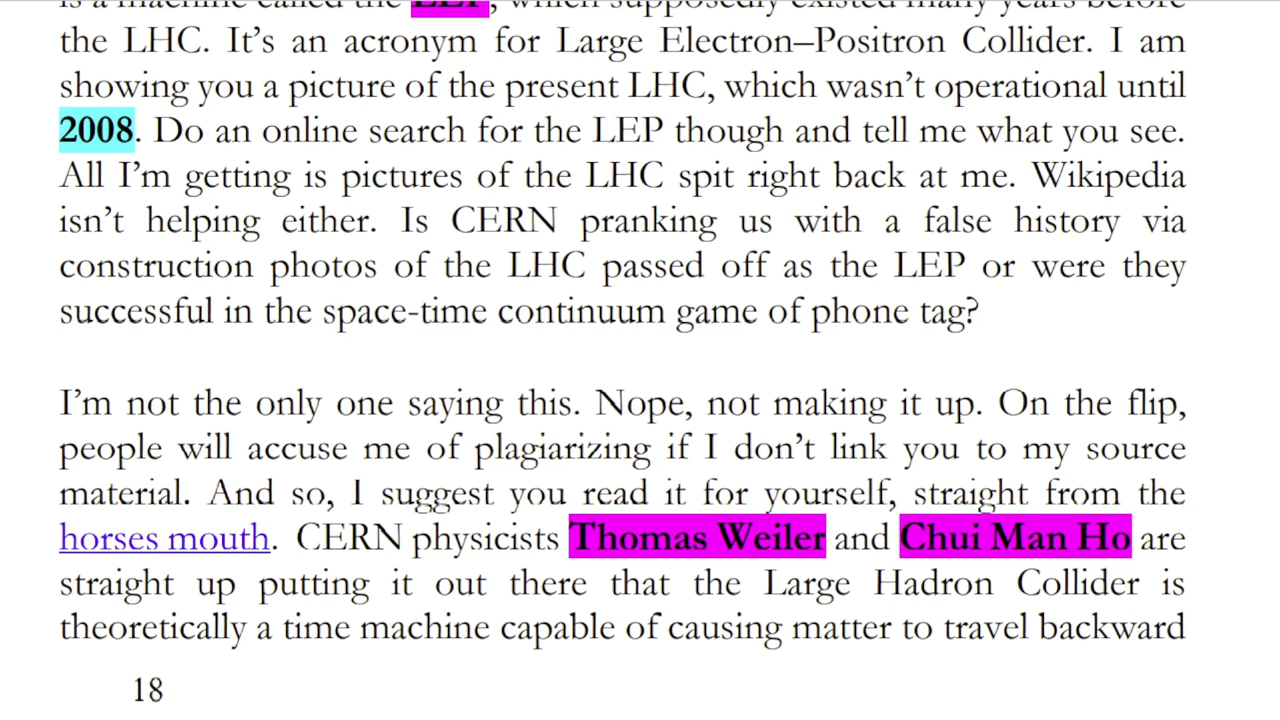 the LHC. It’s an acronym for Large Electron–Positron Collider. I am
showing you a picture of the present LHC, which wasn’t operational until
2008. Do an online search for the LEP though and tell me what you see.
All I’m getting is pictures of the LHC spit right back at me. Wikipedia
isn’t helping either. Is CERN pranking us with a false history via
construction photos of the LHC passed off as the LEP or were they
successful in the space-time continuum game of phone tag?
I’m not the only one saying this. Nope, not making it up. On the flip,
people will accuse me of plagiarizing if I don’t link you to my source
material. And so, I suggest you read it for yourself, straight from the
horses mouth. CERN physicists Thomas Weiler and Chui Man Ho are
straight up putting it out there that the Large Hadron Collider is
theoretically a time machine capable of causing matter to travel backward
18